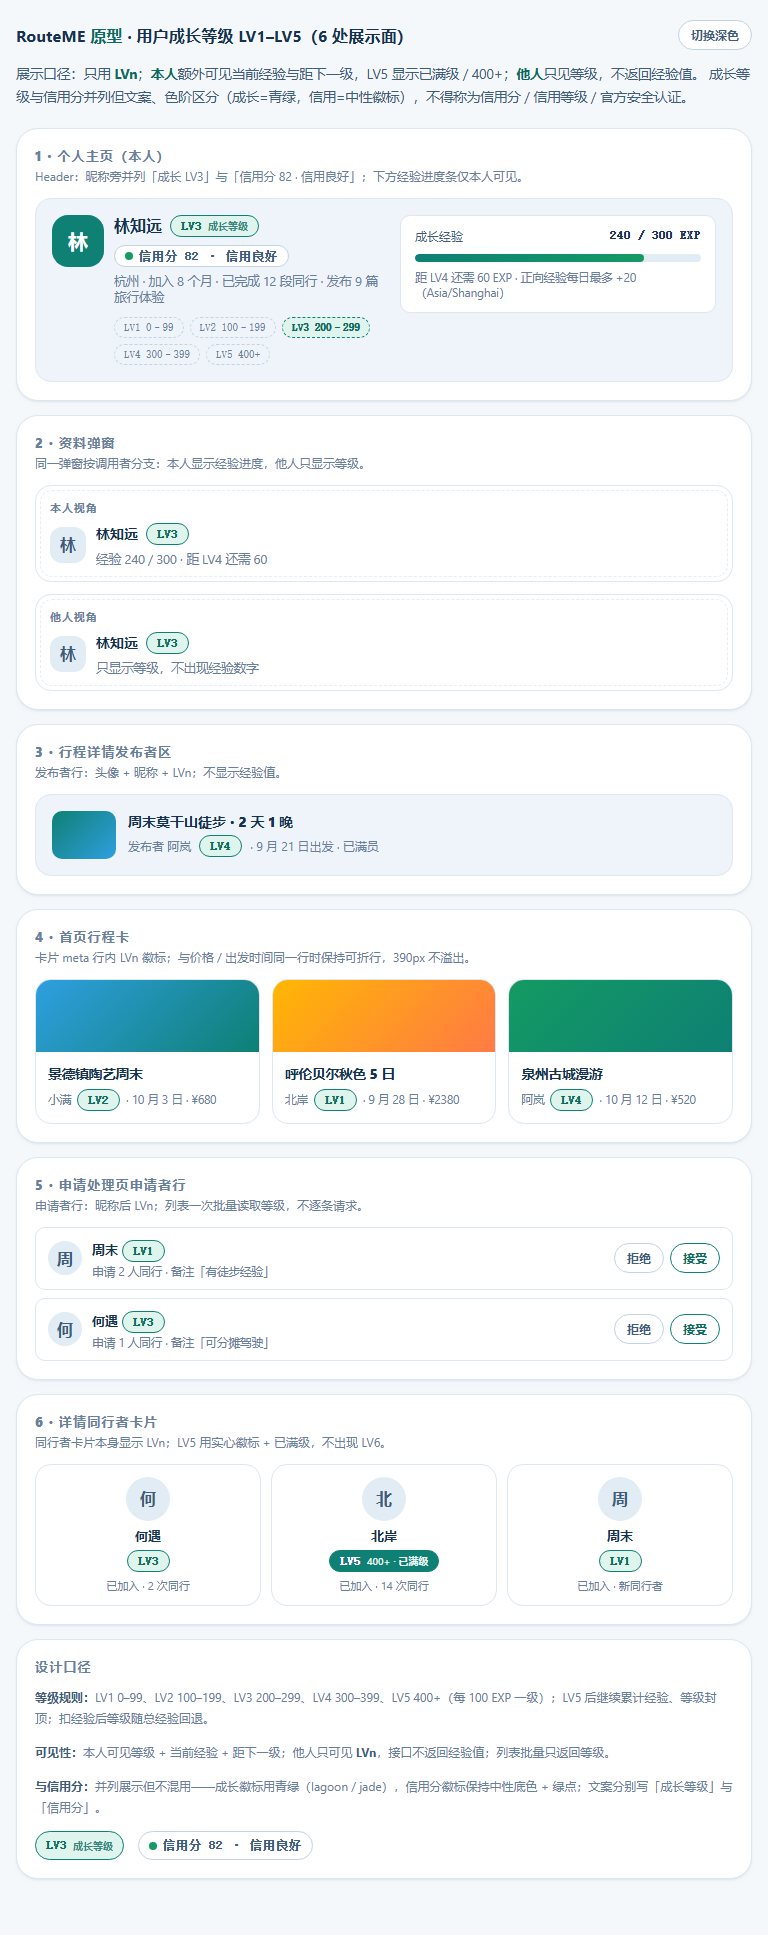 RouteME 原型 · 用户成长等级 LV1–LV5（6 处展示面）
切换深色
展示口径：只用 LVn；本人额外可见当前经验与距下一级，LV5 显示已满级 / 400+；他人只见等级，不返回经验值。 成长等
级与信用分并列但文案、色阶区分（成长=青绿，信用=中性徽标），不得称为信用分 / 信用等级 / 官方安全认证。
1 · 个人主页（本人）
Header：昵称旁并列「成长 LV3」与「信用分 82 · 信用良好」；下方经验进度条仅本人可见。
林
林知远
LV3 成长等级
信用分 82 · 信用良好
杭州 · 加入 8 个月 · 已完成 12 段同行 · 发布 9 篇
旅行体验
LV1 0–99
LV2 100–199
LV3 200–299
LV4 300–399
LV5 400+
成长经验
240 / 300 EXP
距 LV4 还需 60 EXP · 正向经验每日最多 +20
（Asia/Shanghai）
2 · 资料弹窗
同一弹窗按调用者分支：本人显示经验进度，他人只显示等级。
本人视角
林
林知远
LV3
经验 240 / 300 · 距 LV4 还需 60
他人视角
林
林知远
LV3
只显示等级，不出现经验数字
3 · 行程详情发布者区
发布者行：头像 + 昵称 + LVn；不显示经验值。
周末莫干山徒步 · 2 天 1 晚
发布者 阿岚 LV4 · 9 月 21 日出发 · 已满员
4 · 首页行程卡
卡片 meta 行内 LVn 徽标；与价格 / 出发时间同一行时保持可折行，390px 不溢出。
景德镇陶艺周末
小满 LV2 · 10 月 3 日 · ¥680
呼伦贝尔秋色 5 日
北岸 LV1 · 9 月 28 日 · ¥2380
泉州古城漫游
阿岚 LV4 · 10 月 12 日 · ¥520
5 · 申请处理页申请者行
申请者行：昵称后 LVn；列表一次批量读取等级，不逐条请求。
周
周末 LV1
申请 2 人同行 · 备注「有徒步经验」
拒绝
接受
何
何遇 LV3
申请 1 人同行 · 备注「可分摊驾驶」
拒绝
接受
6 · 详情同行者卡片
同行者卡片本身显示 LVn；LV5 用实心徽标 + 已满级，不出现 LV6。
何
何遇
LV3
已加入 · 2 次同行
北
北岸
LV5 400+ · 已满级
已加入 · 14 次同行
周
周末
LV1
已加入 · 新同行者
设计口径
等级规则：LV1 0–99、LV2 100–199、LV3 200–299、LV4 300–399、LV5 400+（每 100 EXP 一级）；LV5 后继续累计经验、等级封
顶；扣经验后等级随总经验回退。
可见性：本人可见等级 + 当前经验 + 距下一级；他人只可见 LVn，接口不返回经验值；列表批量只返回等级。
与信用分：并列展示但不混用——成长徽标用青绿（lagoon / jade），信用分徽标保持中性底色 + 绿点；文案分别写「成长等级」与
「信用分」。
LV3 成长等级
信用分 82 · 信用良好